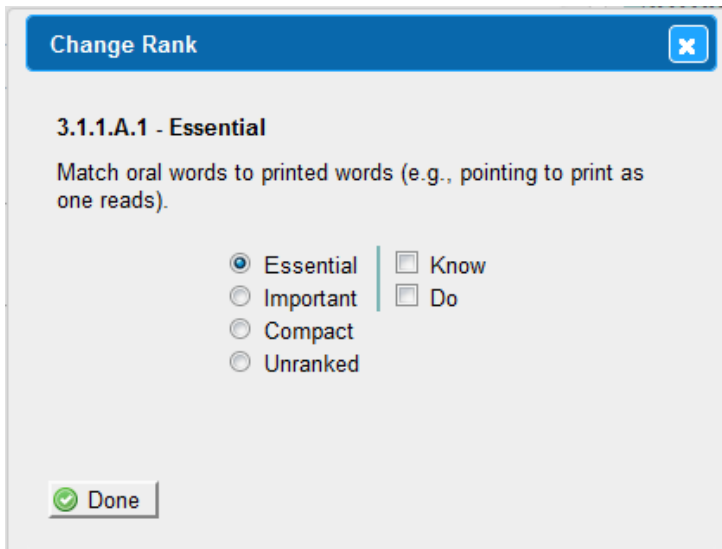 Change Rank
3.1.1.A.1 - Essential
Match oral words to printed words (e.g., pointing to print as
one reads).
Essential Know
Important Do
Compact
Unranked
Done